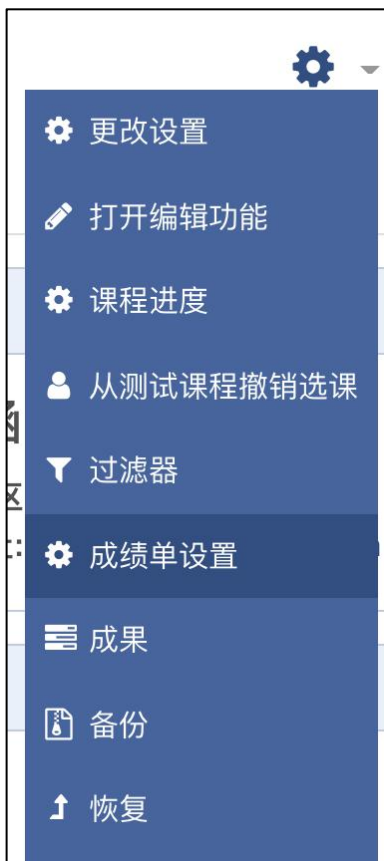 更改设置
打开编辑功能
课程进度
从测试课程撤销选课
过滤器
成绩单设置
成果
备份
恢复